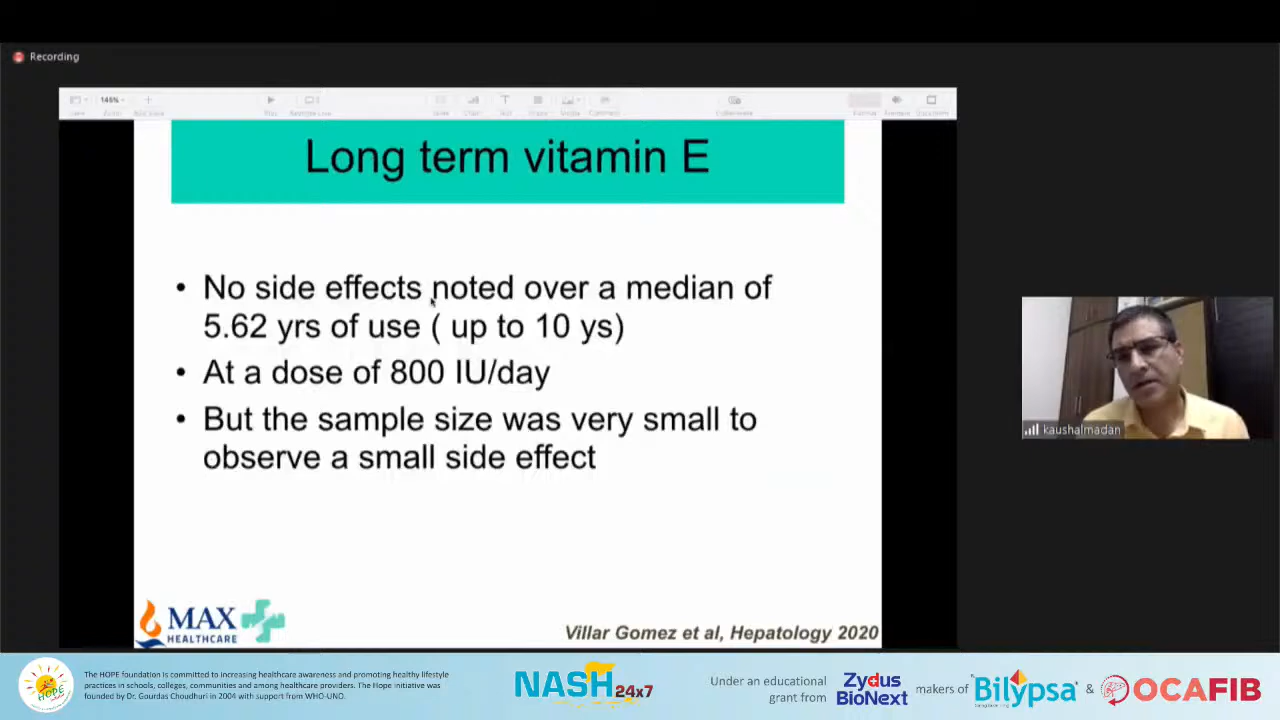 Recording
146%
Long term vitamin E
• No side effects noted over a median of
5.62 yrs of use ( up to 10 ys)
• At a dose of 800 IU/day
• But the sample size was very small to
observe a small side effect
kaushalmadan
MAX
HEALTHCARE
Villar Gomez et al, Hepatology 2020
HOPE
The HOPE foundation is committed to increasing healthcare awareness and promoting healthy lifestyle
practices in schools, colleges, communities and among healthcare providers. The Hope initiative was
founded by Dr. Gourdas Choudhuri in 2004 with support from WHO-UNO.
NASH 24x7
Under an educational
grant from
Zydus
BioNext
makers of
"Bilypsa"
&
OCAFIB